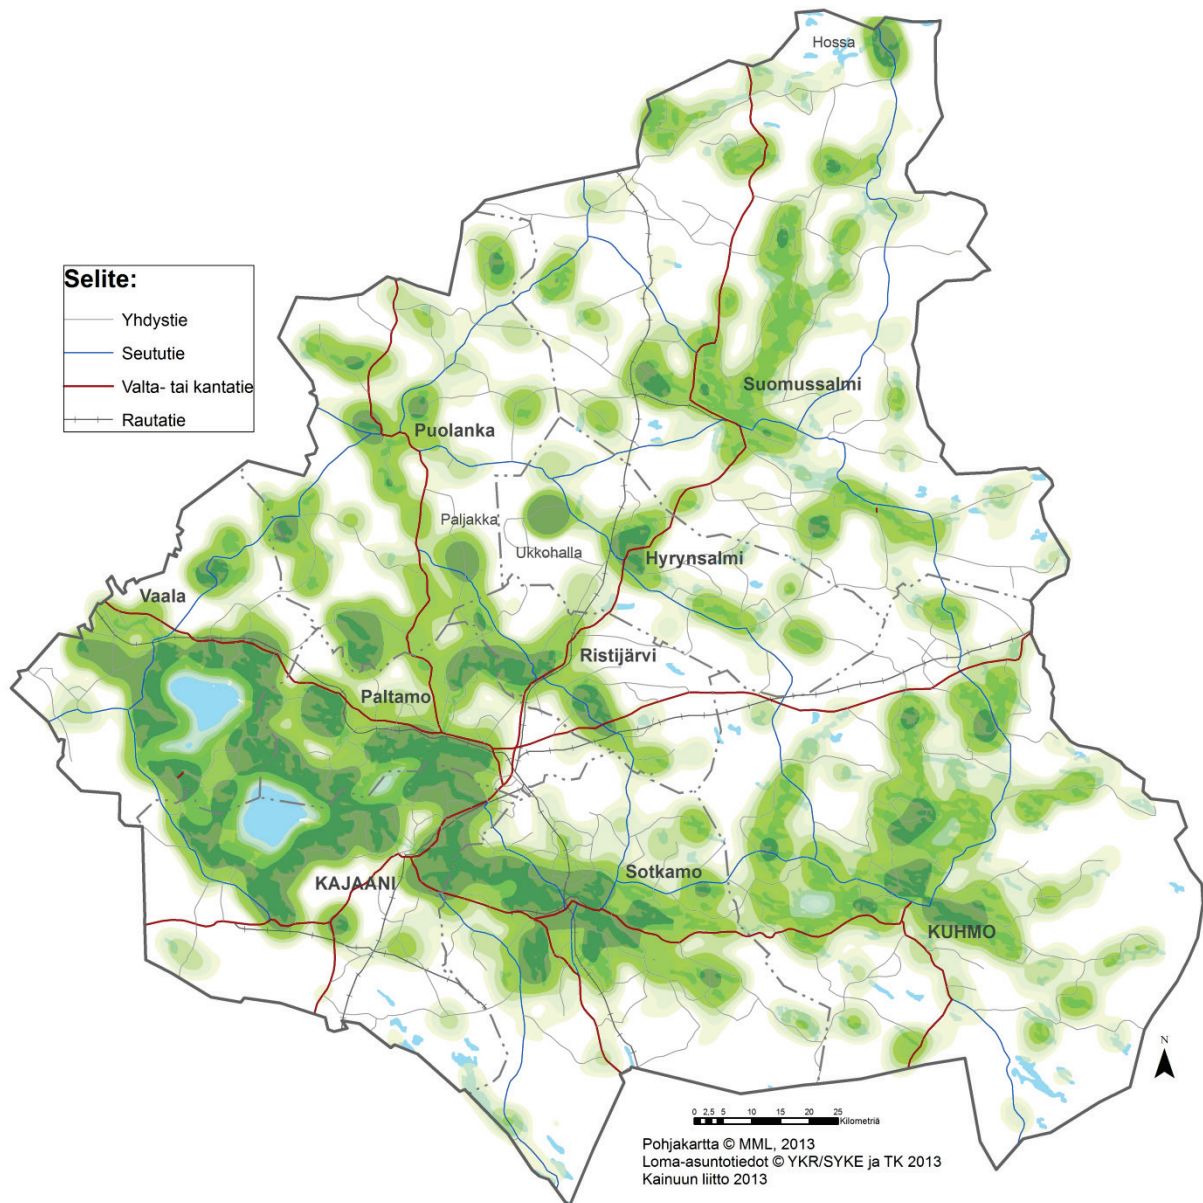 Hossa
Selite:
Yhdystie
Seututie
Valta- tai kantatie
Rautatie
Suomussalmi
Puolanka
Paljakka
Ukkohalla
Hyrynsalmi
Vaala
Ristijärvi
Paltamo
Sotkamo
KAJAANI
KUHMO
N
0 2,5 5 10 15 20 25
Kilometriä
Pohjakartta © MML, 2013
Loma-asuntotiedot © YKR/SYKE ja TK 2013
Kainuun liitto 2013